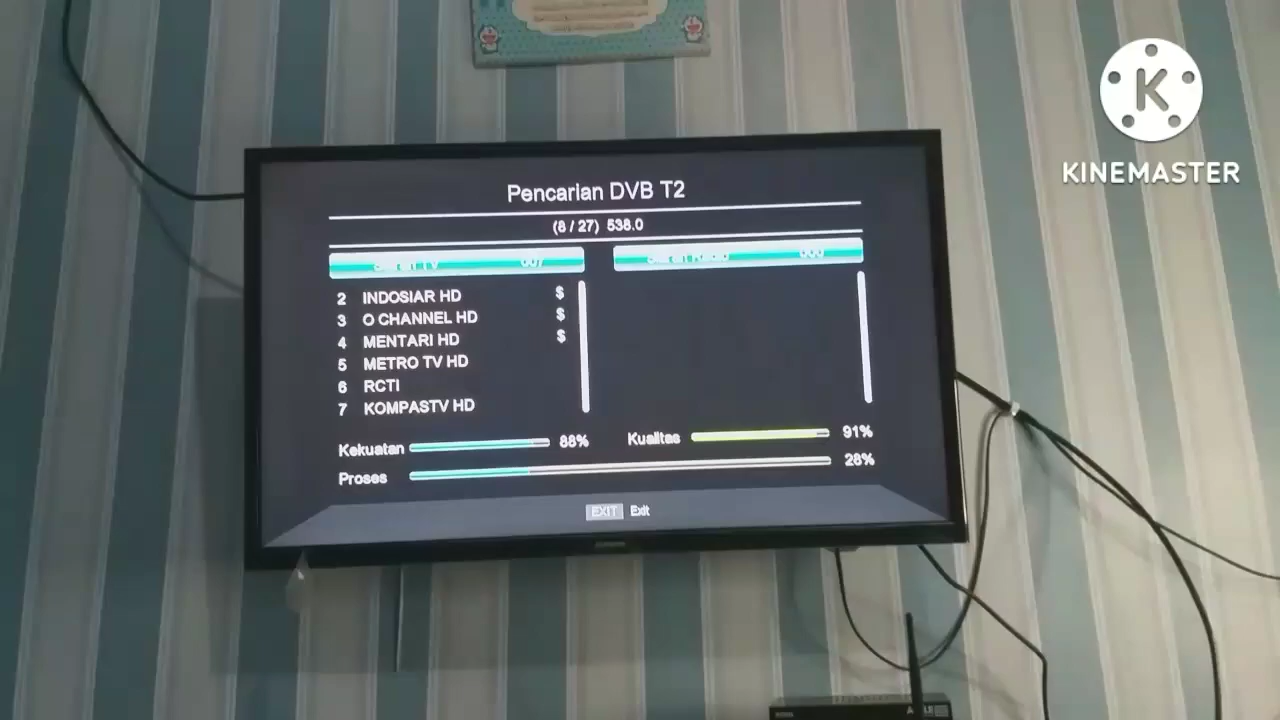 KINEMASTER
Pencarian DVB T2
(8 / 27) 538.0
2 INDOSIAR HD $
3 O CHANNEL HD $
4 MENTARI HD $
5 METRO TV HD
6 RCTI
7 KOMPASTV HD
Kekuatan 88% Kualitas 91%
Proses 28%
EXIT Exit